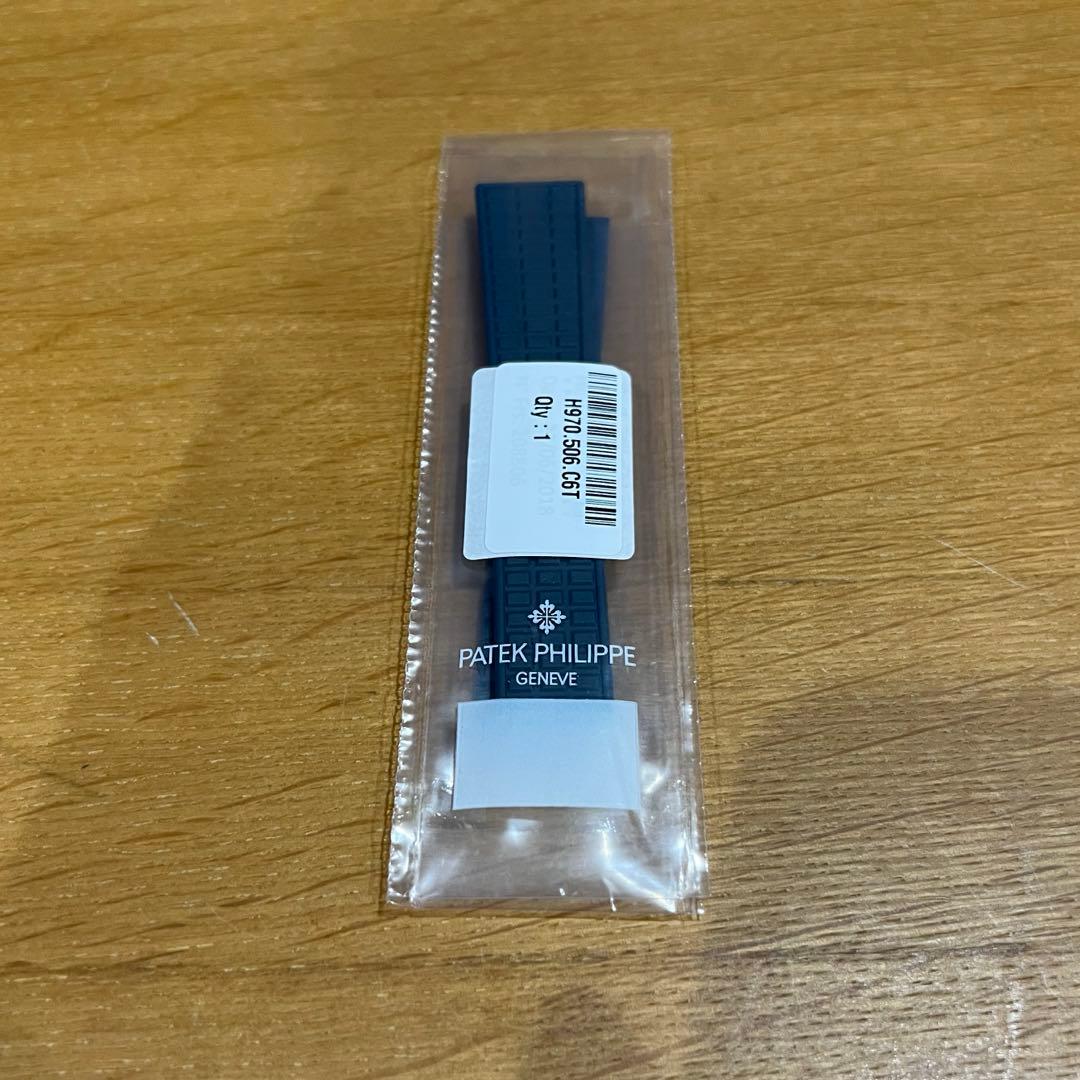 H970.506.C6T
Qty : 1
PATEK PHILIPPE
GENEVE